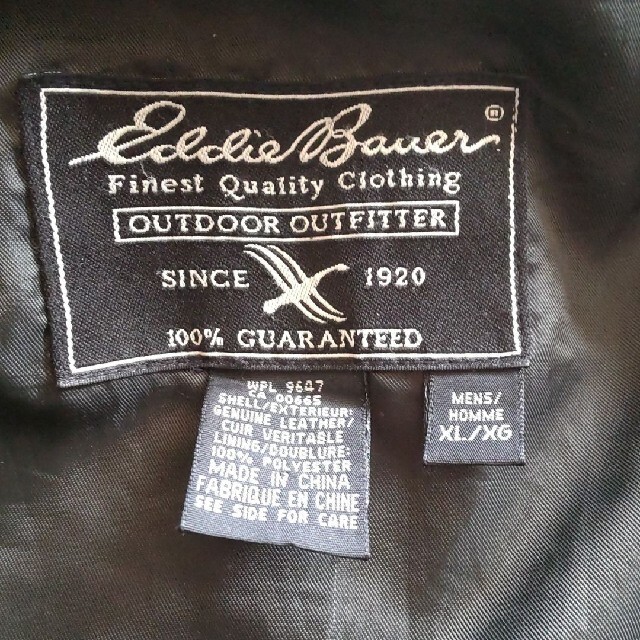 Eddie Bauer ®
Finest Quality Clothing
OUTDOOR OUTFITTER
SINCE 1920
100% GUARANTEED
WPL 9607
CA 00665
SHELL/EXTERIEUR:
GENUINE LEATHER/
CUIR VERITABLE
LINING/DOUBLURE:
100% POLYESTER
MADE IN CHINA
FABRIQUE EN CHINE
SEE SIDE FOR CARE
MENS/
HOMME
XL/XG